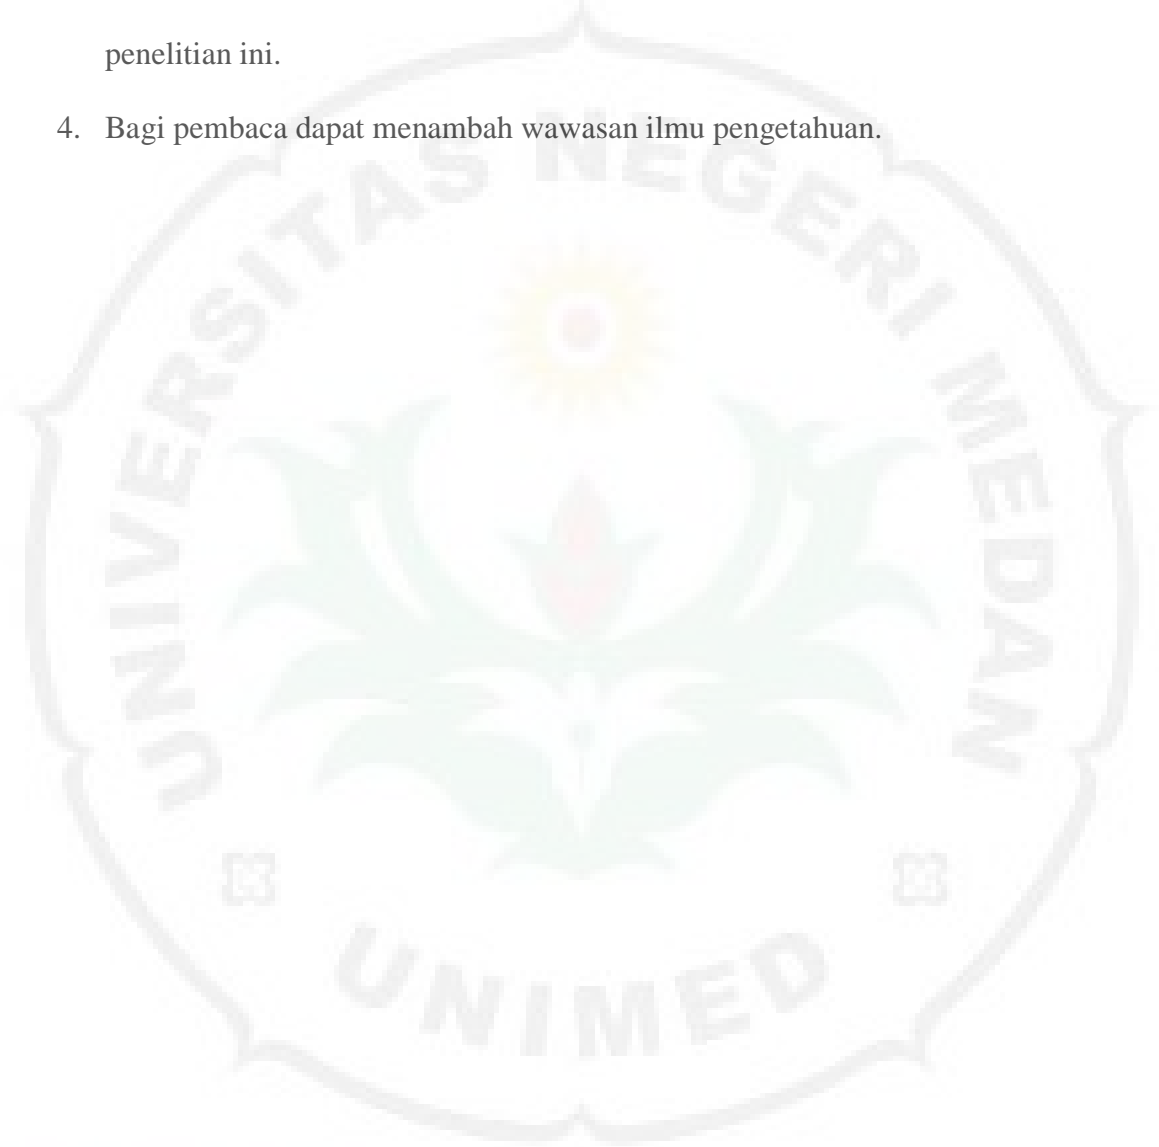 penelitian ini.
4. Bagi pembaca dapat menambah wawasan ilmu pengetahuan.
UNIVERSITAS NEGERI MEDAN
UNIMED